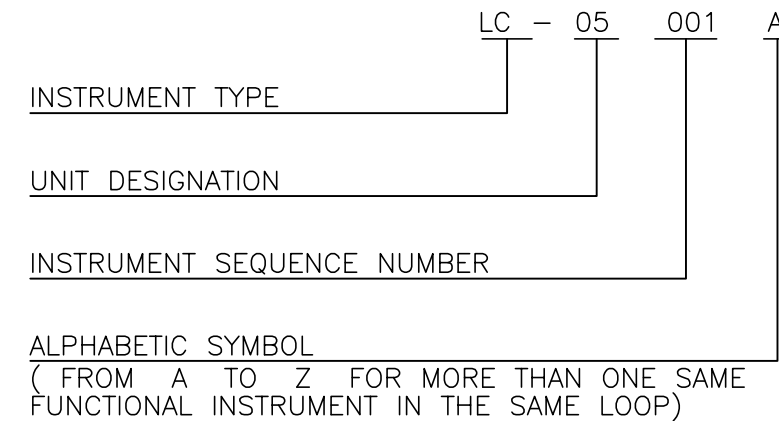 LC - 05 001 A
INSTRUMENT TYPE
UNIT DESIGNATION
INSTRUMENT SEQUENCE NUMBER
ALPHABETIC SYMBOL
( FROM A TO Z FOR MORE THAN ONE SAME
FUNCTIONAL INSTRUMENT IN THE SAME LOOP)